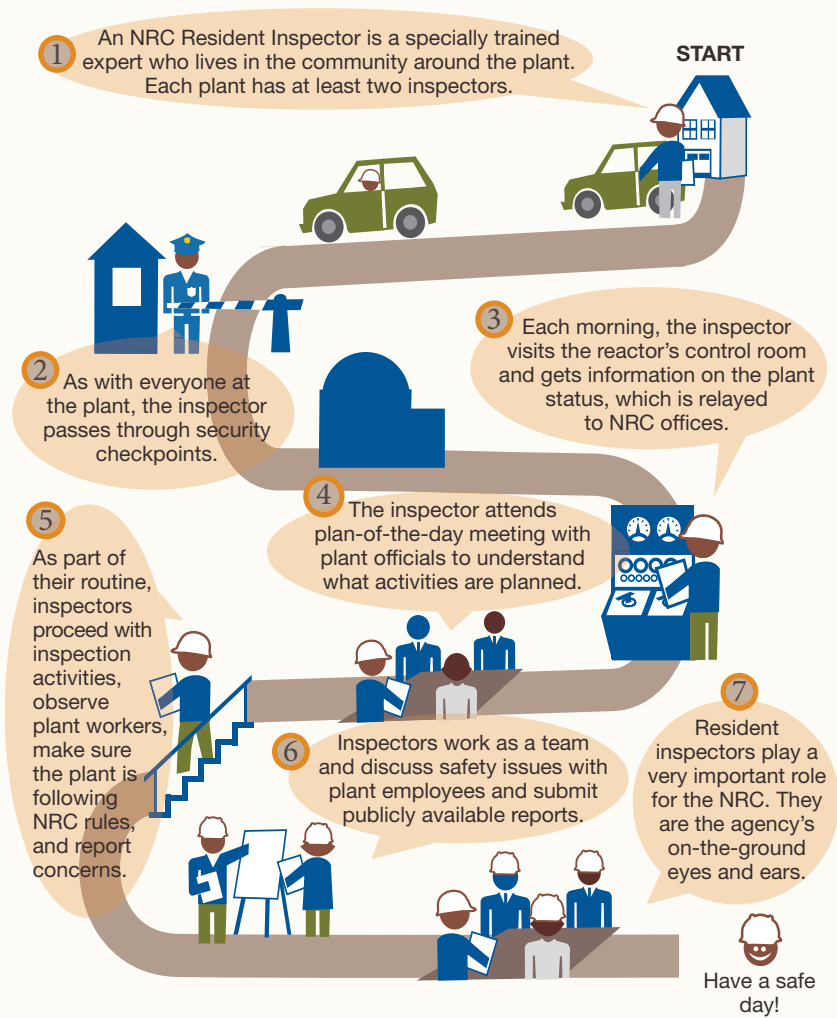 START
1
An NRC Resident Inspector is a specially trained
expert who lives in the community around the plant.
Each plant has at least two inspectors.
2
As with everyone at
the plant, the inspector
passes through security
checkpoints.
3
Each morning, the inspector
visits the reactor’s control room
and gets information on the plant
status, which is relayed
to NRC offices.
4
The inspector attends
plan-of-the-day meeting with
plant officials to understand
what activities are planned.
5
As part of
their routine,
inspectors
proceed with
inspection
activities,
observe
plant workers,
make sure
the plant is
following
NRC rules,
and report
concerns.
6
Inspectors work as a team
and discuss safety issues with
plant employees and submit
publicly available reports.
7
Resident
inspectors play a
very important role
for the NRC. They
are the agency’s
on-the-ground
eyes and ears.
Have a safe
day!